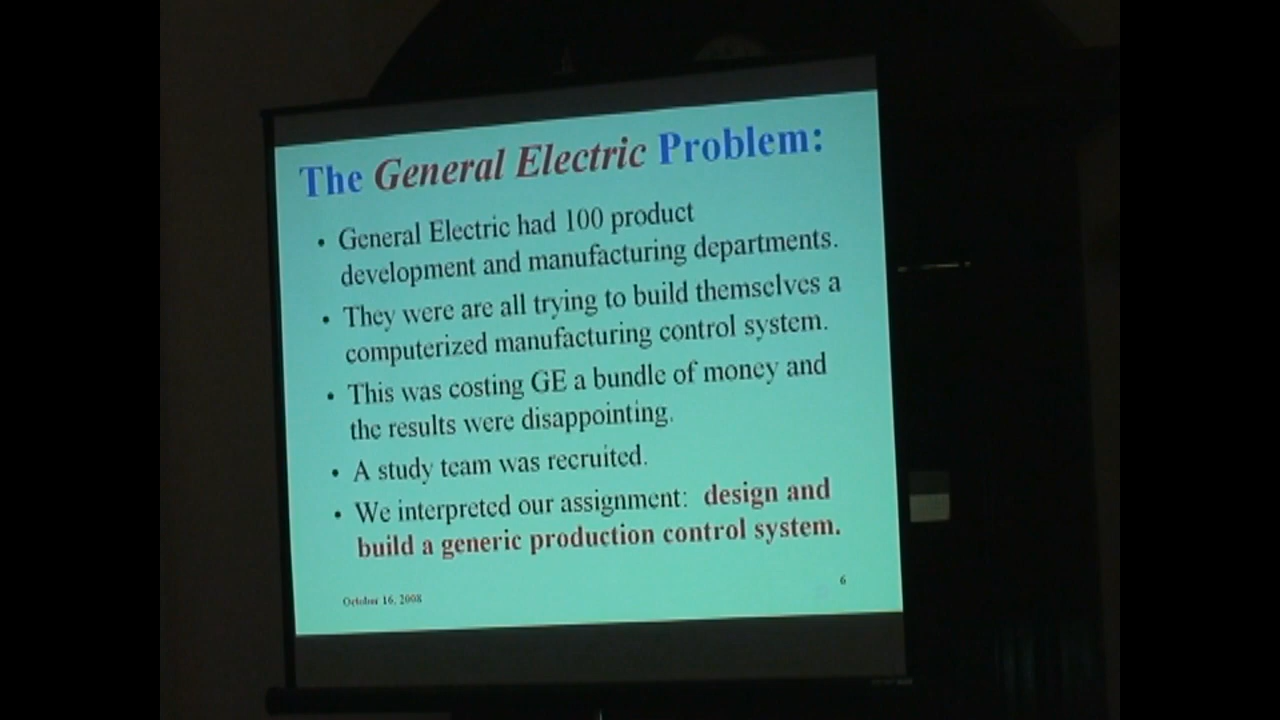 The General Electric Problem:
• General Electric had 100 product
development and manufacturing departments.
• They were are all trying to build themselves a
computerized manufacturing control system.
• This was costing GE a bundle of money and
the results were disappointing.
• A study team was recruited.
• We interpreted our assignment: design and
build a generic production control system.
October 16, 2008
6